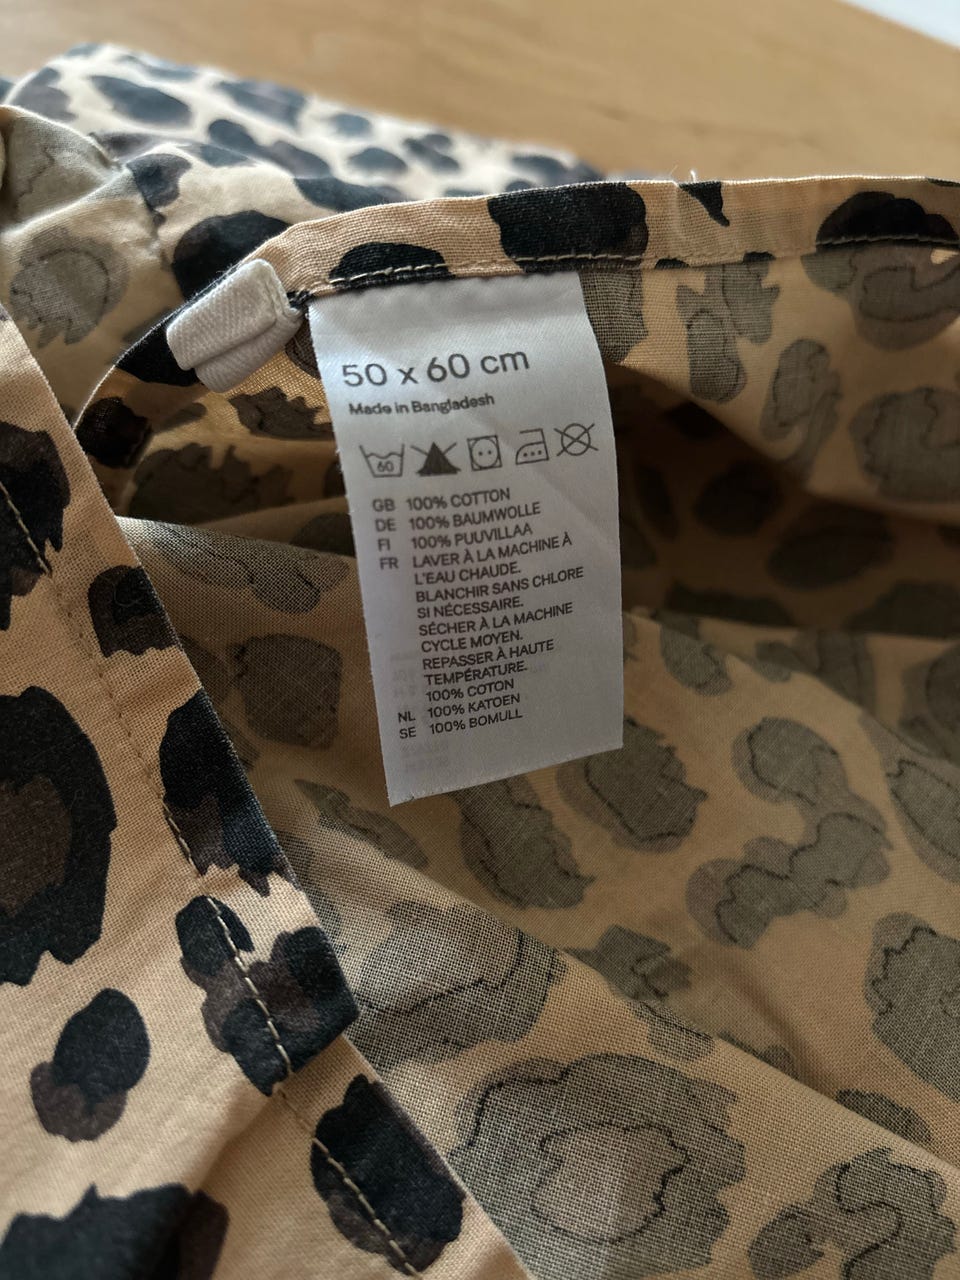 50 x 60 cm
Made in Bangladesh
60
GB 100% COTTON
DE 100% BAUMWOLLE
FI 100% PUUVILLAA
FR LAVER À LA MACHINE À
L'EAU CHAUDE.
BLANCHIR SANS CHLORE
SI NÉCESSAIRE.
SÉCHER À LA MACHINE
CYCLE MOYEN.
REPASSER À HAUTE
TEMPÉRATURE.
100% COTON
NL 100% KATOEN
SE 100% BOMULL